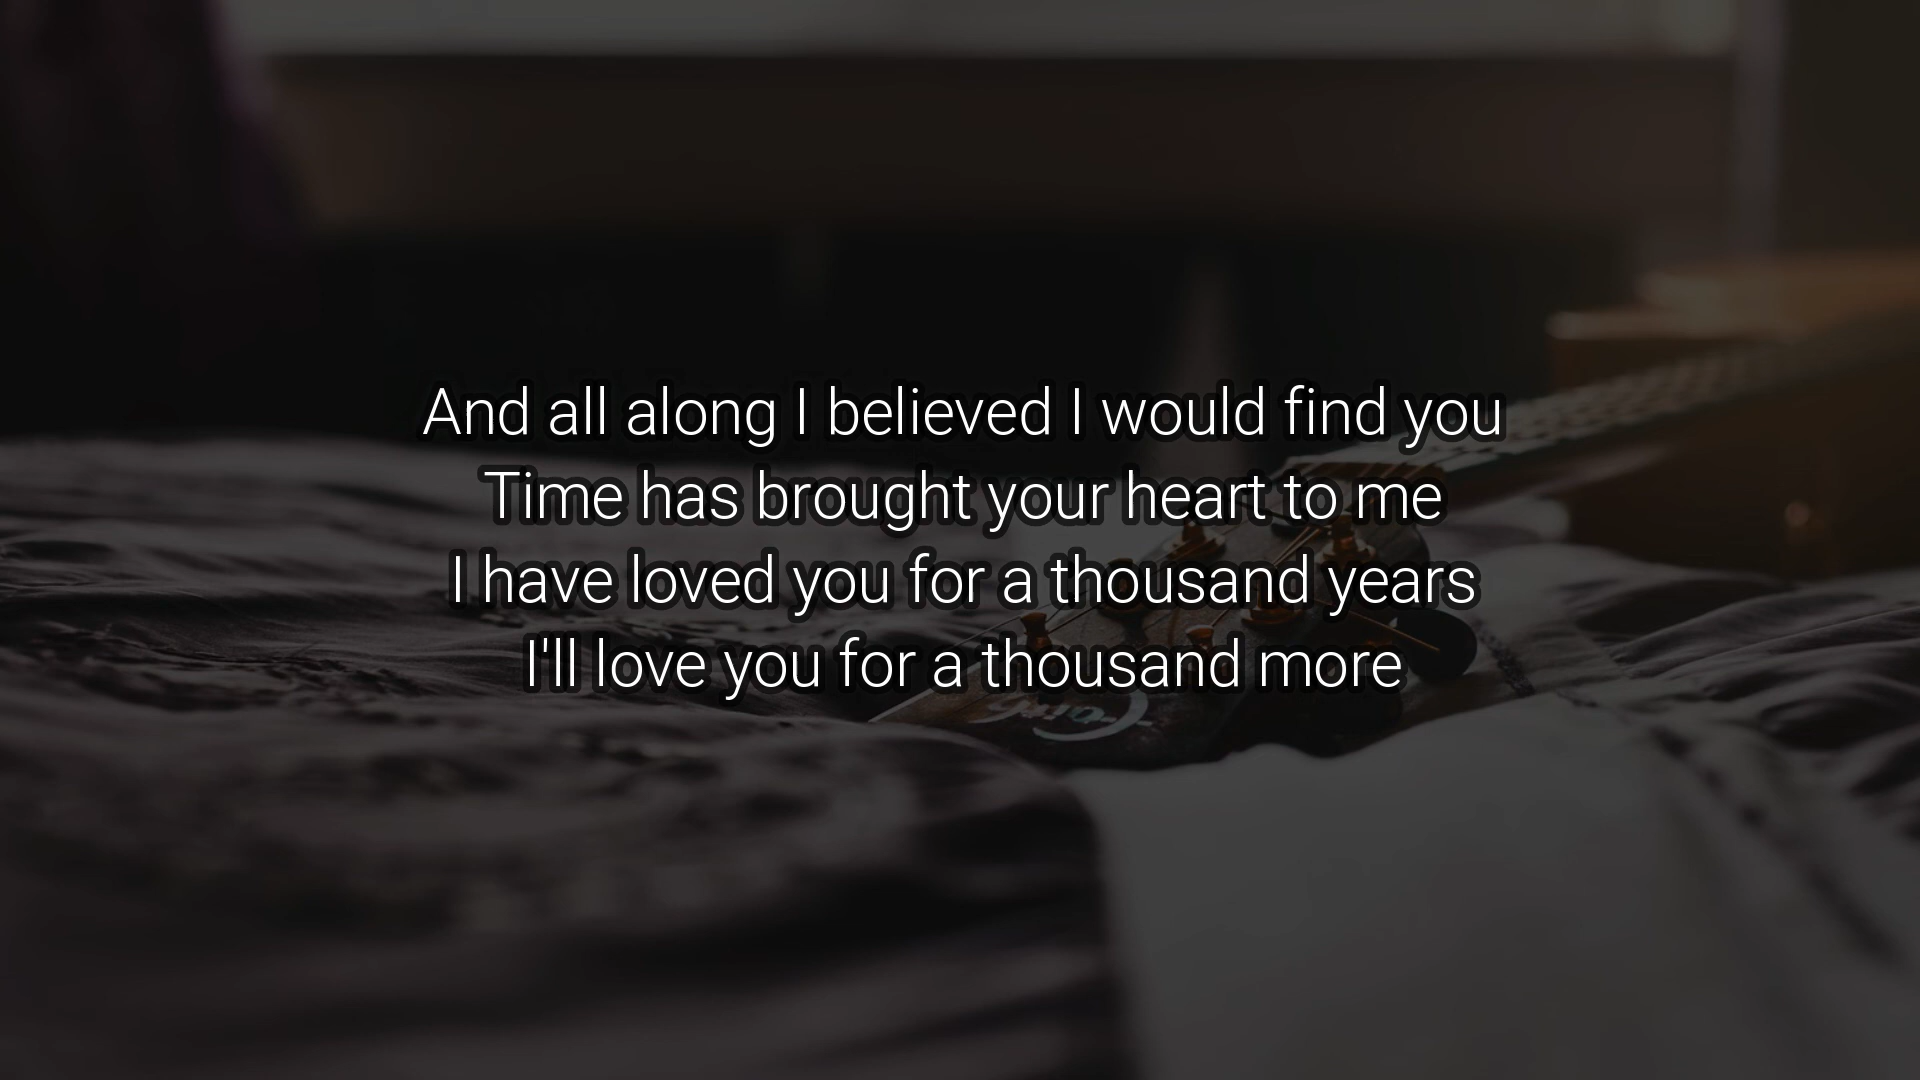 And all along I believed I would find you
Time has brought your heart to me
I have loved you for a thousand years
I'll love you for a thousand more